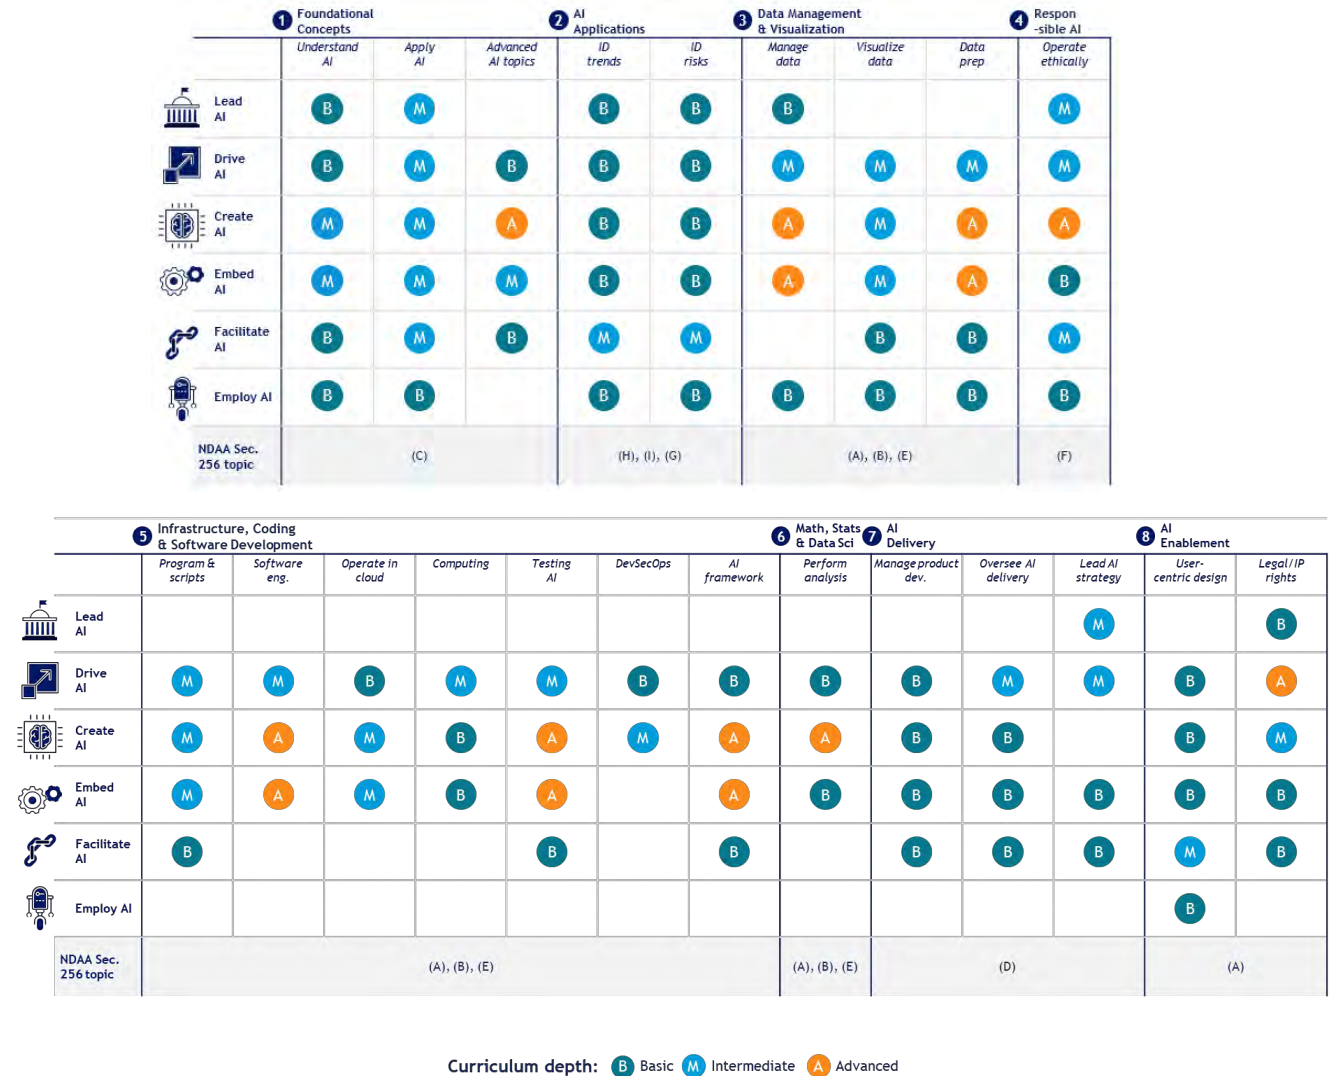 1 Foundational
Concepts
2 AI
Applications
3 Data Management
& Visualization
4 Respon
-sible AI
Understand
AI
Apply
AI
Advanced
AI topics
ID
trends
ID
risks
Manage
data
Visualize
data
Data
prep
Operate
ethically
Lead
AI
B M B B B M
Drive
AI
B M B B B M M M M
Create
AI
M M A B B A M A A
Embed
AI
M M M B B A M A B
Facilitate
AI
B M B M M B B M
Employ AI
B B B B B B B B
NDAA Sec.
256 topic
(C) (H), (I), (G) (A), (B), (E) (F)
5 Infrastructure, Coding
& Software Development
6 Math, Stats
& Data Sci
7 AI
Delivery
8 AI
Enablement
Program &
scripts
Software
eng.
Operate in
cloud
Computing
Testing
AI
DevSecOps
AI
framework
Perform
analysis
Manage product
dev.
Oversee AI
delivery
Lead AI
strategy
User-
centric design
Legal/IP
rights
Lead
AI
M B
Drive
AI
M M B M M B B B B M M B A
Create
AI
M A M B A M A A B B B M
Embed
AI
M A M B A A B B B B B B
Facilitate
AI
B B B B B B M B
Employ AI
B
NDAA Sec.
256 topic
(A), (B), (E) (A), (B), (E) (D) (A)
Curriculum depth: B Basic M Intermediate A Advanced